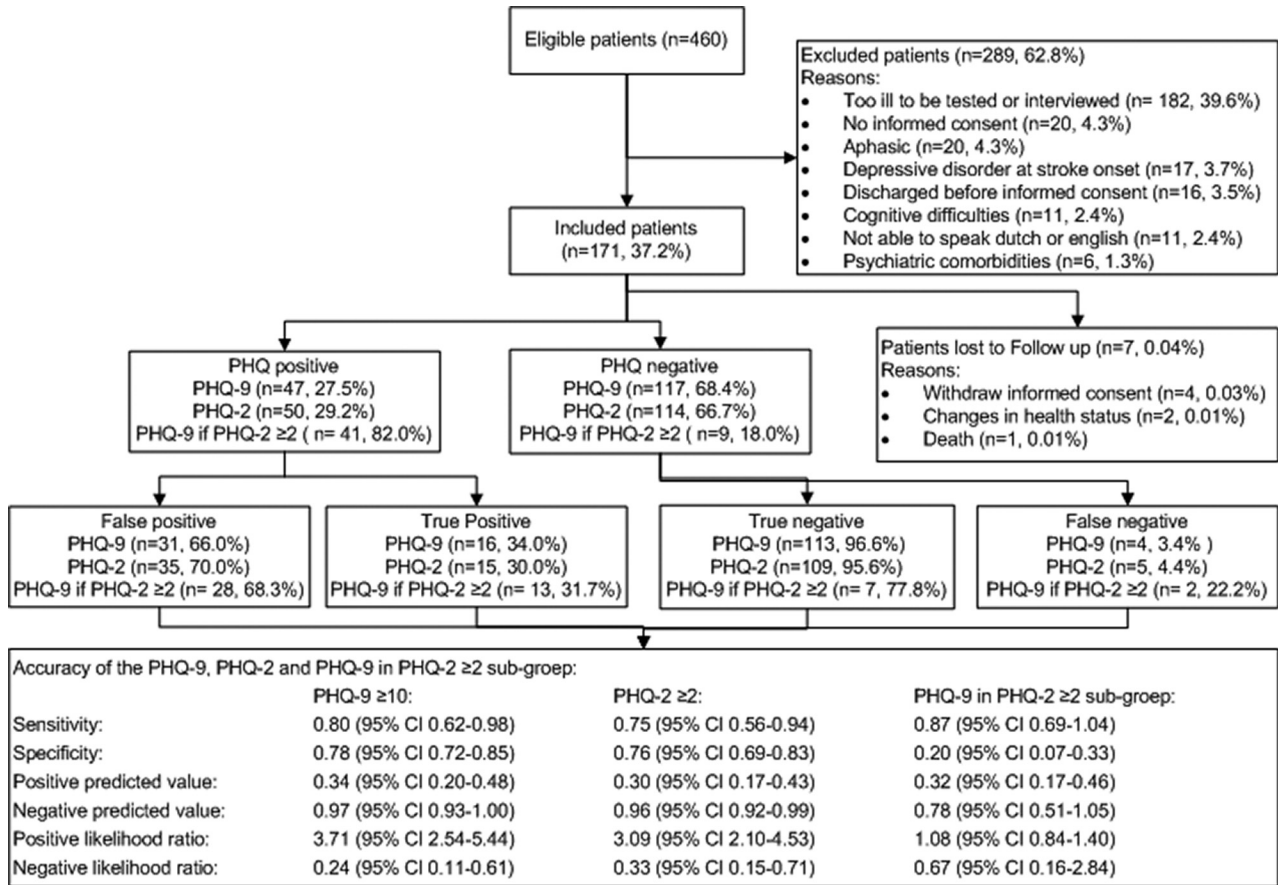 Eligible patients (n=460)
Excluded patients (n=289, 62.8%)
Reasons:
• Too ill to be tested or interviewed (n= 182, 39.6%)
• No informed consent (n=20, 4.3%)
• Aphasic (n=20, 4.3%)
• Depressive disorder at stroke onset (n=17, 3.7%)
• Discharged before informed consent (n=16, 3.5%)
• Cognitive difficulties (n=11, 2.4%)
• Not able to speak dutch or english (n=11, 2.4%)
• Psychiatric comorbidities (n=6, 1.3%)
Included patients
(n=171, 37.2%)
PHQ positive
PHQ-9 (n=47, 27.5%)
PHQ-2 (n=50, 29.2%)
PHQ-9 if PHQ-2 ≥2 ( n= 41, 82.0%)
PHQ negative
PHQ-9 (n=117, 68.4%)
PHQ-2 (n=114, 66.7%)
PHQ-9 if PHQ-2 ≥2 ( n=9, 18.0%)
Patients lost to Follow up (n=7, 0.04%)
Reasons:
• Withdraw informed consent (n=4, 0.03%)
• Changes in health status (n=2, 0.01%)
• Death (n=1, 0.01%)
False positive
PHQ-9 (n=31, 66.0%)
PHQ-2 (n=35, 70.0%)
PHQ-9 if PHQ-2 ≥2 (n= 28, 68.3%)
True Positive
PHQ-9 (n=16, 34.0%)
PHQ-2 (n=15, 30.0%)
PHQ-9 if PHQ-2 ≥2 (n= 13, 31.7%)
True negative
PHQ-9 (n=113, 96.6%)
PHQ-2 (n=109, 95.6%)
PHQ-9 if PHQ-2 ≥2 (n= 7, 77.8%)
False negative
PHQ-9 (n=4, 3.4% )
PHQ-2 (n=5, 4.4%)
PHQ-9 if PHQ-2 ≥2 (n= 2, 22.2%)
Accuracy of the PHQ-9, PHQ-2 and PHQ-9 in PHQ-2 ≥2 sub-groep:
PHQ-9 ≥10: PHQ-2 ≥2: PHQ-9 in PHQ-2 ≥2 sub-groep:
Sensitivity: 0.80 (95% CI 0.62-0.98) 0.75 (95% CI 0.56-0.94) 0.87 (95% CI 0.69-1.04)
Specificity: 0.78 (95% CI 0.72-0.85) 0.76 (95% CI 0.69-0.83) 0.20 (95% CI 0.07-0.33)
Positive predicted value: 0.34 (95% CI 0.20-0.48) 0.30 (95% CI 0.17-0.43) 0.32 (95% CI 0.17-0.46)
Negative predicted value: 0.97 (95% CI 0.93-1.00) 0.96 (95% CI 0.92-0.99) 0.78 (95% CI 0.51-1.05)
Positive likelihood ratio: 3.71 (95% CI 2.54-5.44) 3.09 (95% CI 2.10-4.53) 1.08 (95% CI 0.84-1.40)
Negative likelihood ratio: 0.24 (95% CI 0.11-0.61) 0.33 (95% CI 0.15-0.71) 0.67 (95% CI 0.16-2.84)